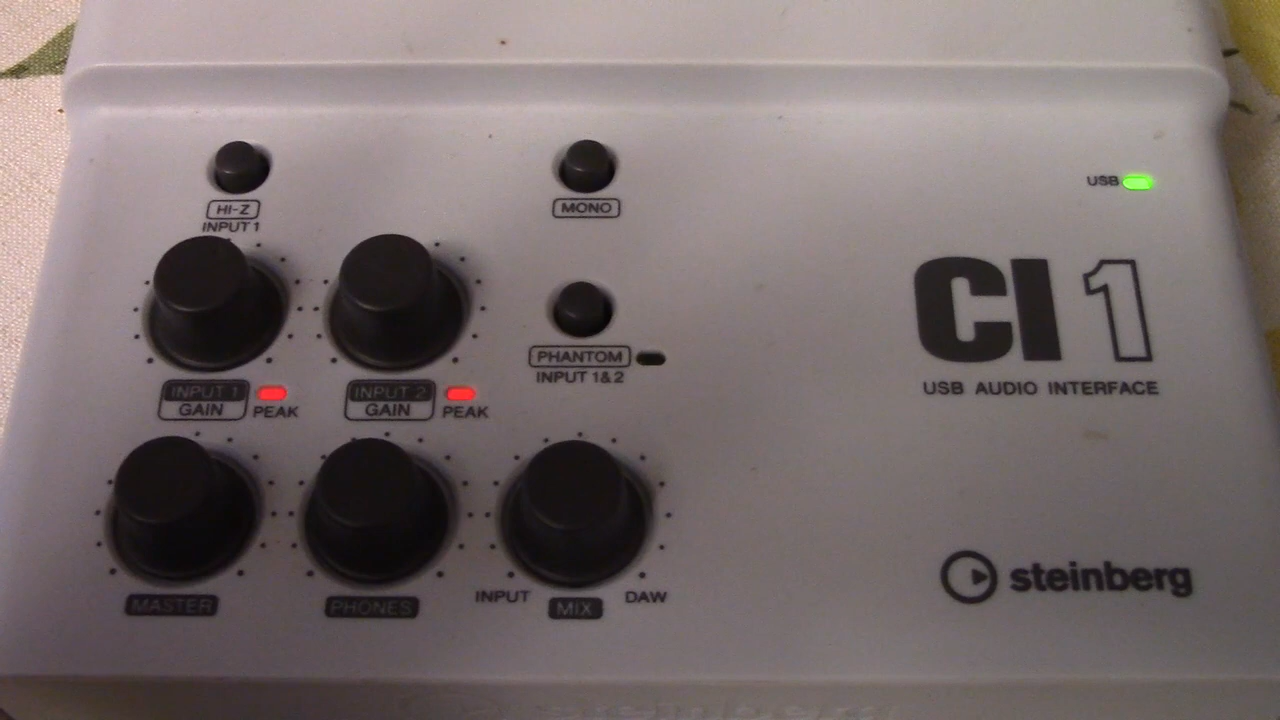 HI-Z
INPUT 1
MONO
USB
CI 1
USB AUDIO INTERFACE
PHANTOM
INPUT 1&2
INPUT 1
GAIN
PEAK
INPUT 2
GAIN
PEAK
MASTER
PHONES
INPUT
MIX
DAW
steinberg